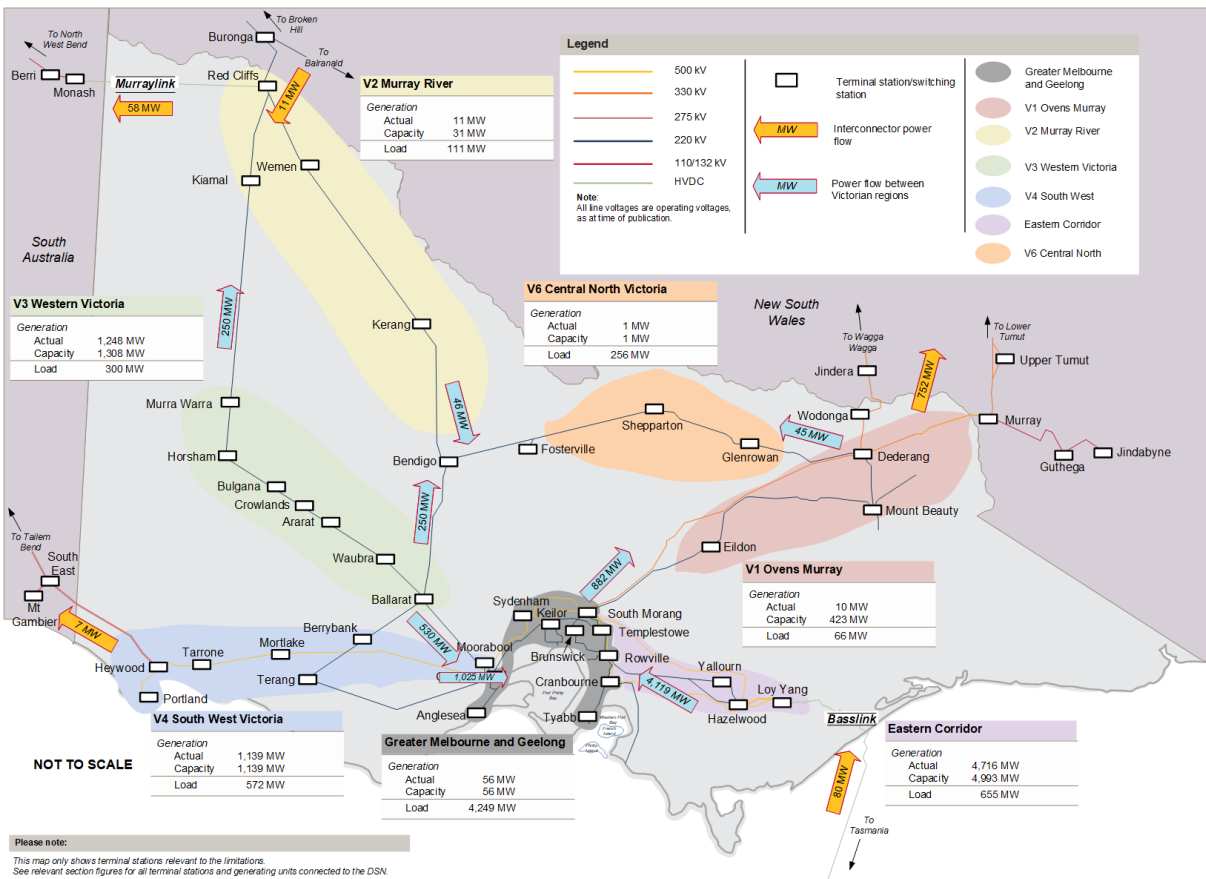 To North
West Bend
Berri
Monash
Murraylink
58 MW
Buronga
To Broken
Hill
To
Balranald
Red Cliffs
11 MW
V2 Murray River
Generation
Actual 11 MW
Capacity 31 MW
Load 111 MW
Wemen
Kiamal
Legend
500 kV
330 kV
275 kV
220 kV
110/132 kV
HVDC
Note:
All line voltages are operating voltages,
as at time of publication.
Terminal station/switching
station
MW
Interconnector power
flow
MW
Power flow between
Victorian regions
Greater Melbourne
and Geelong
V1 Ovens Murray
V2 Murray River
V3 Western Victoria
V4 South West
Eastern Corridor
V6 Central North
South
Australia
V3 Western Victoria
Generation
Actual 1,248 MW
Capacity 1,308 MW
Load 300 MW
250 MW
Kerang
V6 Central North Victoria
Generation
Actual 1 MW
Capacity 1 MW
Load 256 MW
New South
Wales
To Wagga
Wagga
To Lower
Tumut
Jindera
Upper Tumut
752 MW
Murra Warra
46 MW
Shepparton
Wodonga
45 MW
Murray
Horsham
Bendigo
Fosterville
Glenrowan
Dederang
Guthega
Jindabyne
Bulgana
Crowlands
Ararat
250 MW
Mount Beauty
To Tailem
Bend
South
East
Waubra
Eildon
Mt
Gambier
Ballarat
882 MW
V1 Ovens Murray
Generation
Actual 10 MW
Capacity 423 MW
Load 66 MW
7 MW
Berrybank
530 MW
Sydenham
Keilor
South Morang
Templestowe
Heywood
Tarrone
Mortlake
Moorabool
Brunswick
Rowville
Yallourn
Portland
Terang
1,025 MW
Cranbourne
4,119 MW
Loy Yang
Hazelwood
Port Phillip
Bay
Anglesea
Tyabb
Western Port
Bay
French
Island
Phillip
Island
Basslink
V4 South West Victoria
Generation
Actual 1,139 MW
Capacity 1,139 MW
Load 572 MW
NOT TO SCALE
Greater Melbourne and Geelong
Generation
Actual 56 MW
Capacity 56 MW
Load 4,249 MW
Eastern Corridor
Generation
Actual 4,716 MW
Capacity 4,993 MW
Load 655 MW
80 MW
To
Tasmania
Please note:
This map only shows terminal stations relevant to the limitations.
See relevant section figures for all terminal stations and generating units connected to the DSN.